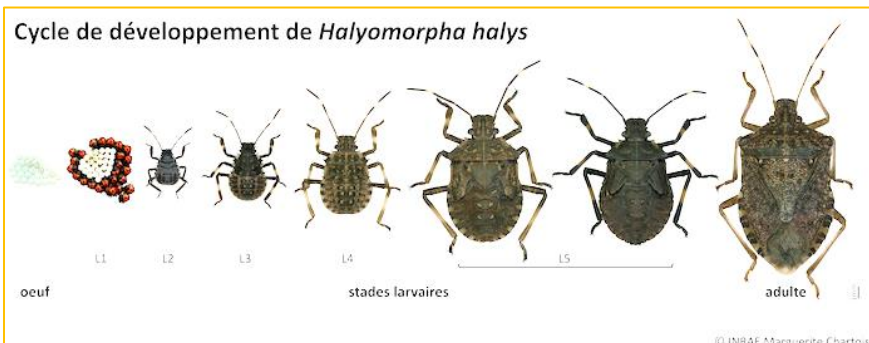 Cycle de développement de Halyomorpha halys
L1 L2 L3 L4 L5
oeuf stades larvaires adulte
© INRAE Marguerite Chartois